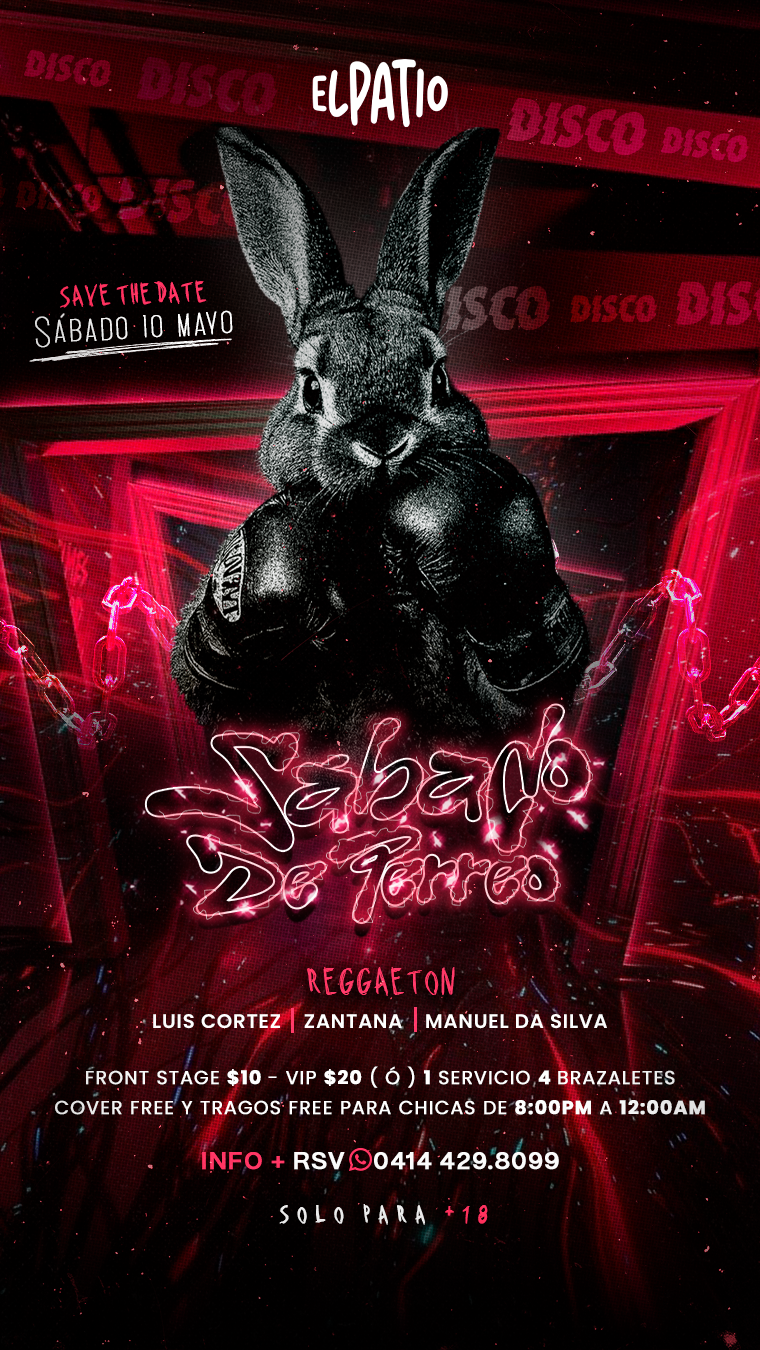 ELPATIO
DISCO DISCO
DISCO DISCO
DISCO DISCO
SAVE THE DATE
SÁBADO 10 MAYO
DISCO DISCO
Sabado
De Perreo
REGGAETON
LUIS CORTEZ | ZANTANA | MANUEL DA SILVA
FRONT STAGE $10 - VIP $20 ( Ó ) 1 SERVICIO 4 BRAZALETES
COVER FREE Y TRAGOS FREE PARA CHICAS DE 8:00PM A 12:00AM
INFO + RSV 0414 429.8099
SOLO PARA +18